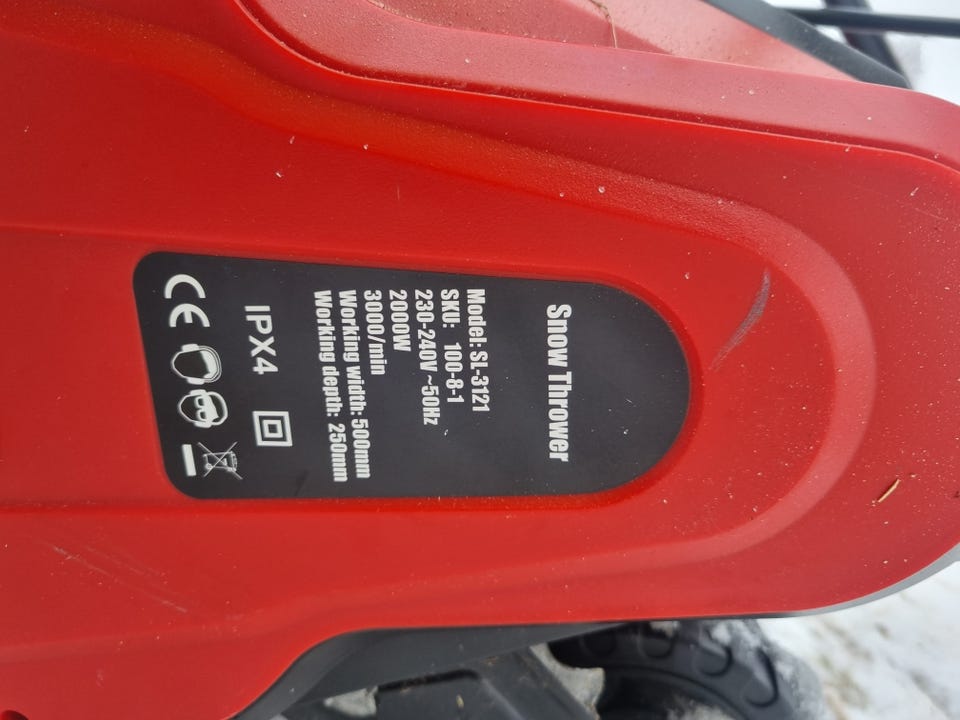 Snow Thrower
Model: SL-3121
SKU: 100-8-1
230-240V ~50Hz
2000W
3000/min
Working width: 500mm
Working depth: 250mm
IPX4
CE